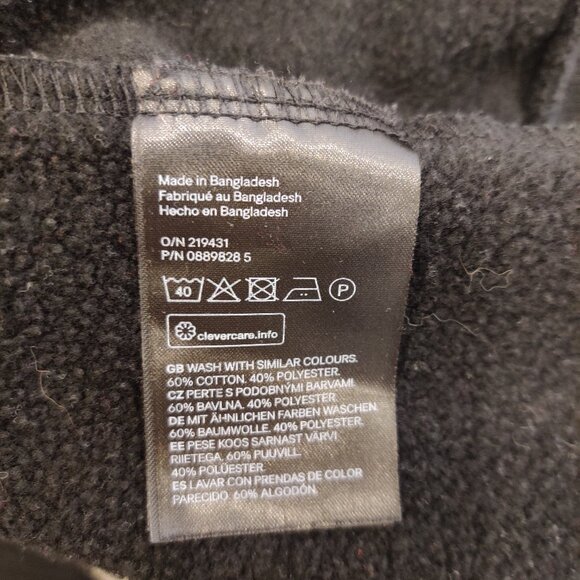 Made in Bangladesh
Fabriqué au Bangladesh
Hecho en Bangladesh
O/N 219431
P/N 0889828 5
40 P
clevercare.info
GB WASH WITH SIMILAR COLOURS.
60% COTTON. 40% POLYESTER.
CZ PERTE S PODOBNÝMI BARVAMI.
60% BAVLNA. 40% POLYESTER
DE MIT ÄHNLICHEN FARBEN WASCHEN.
60% BAUMWOLLE. 40% POLYESTER
EE PESE KOOS SARNAST VÄRVI
RIIETEGA. 60% PUUVILL.
40% POLÜESTER.
ES LAVAR CON PRENDAS DE COLOR
PARECIDO. 60% ALGODÓN.